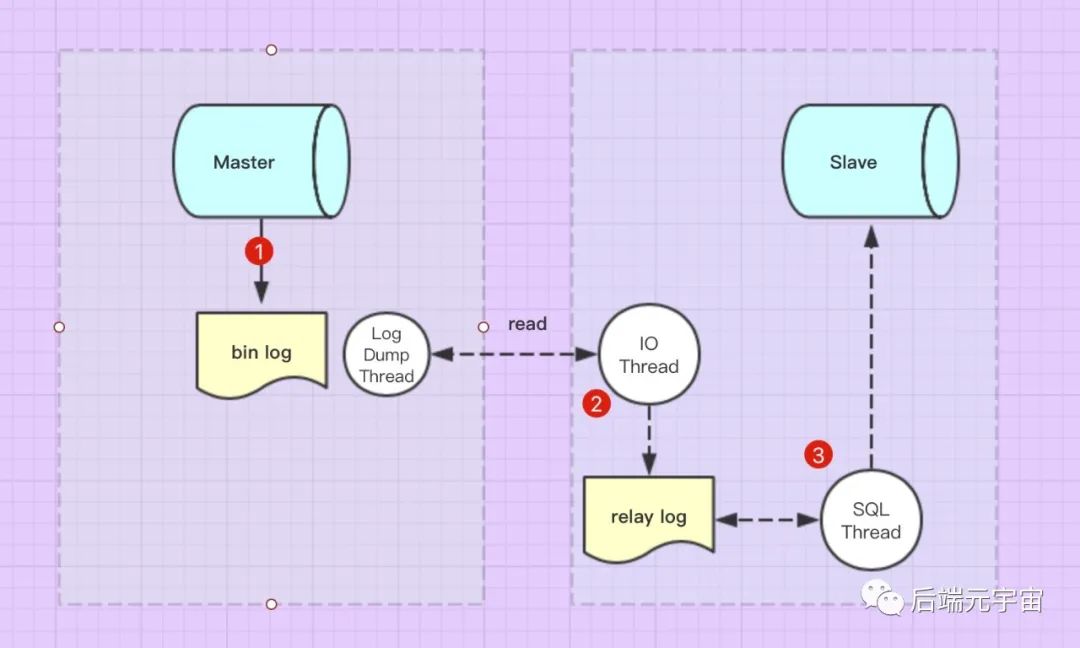 Master
Slave
1
bin log
Log
Dump
Thread
read
IO
Thread
2
relay log
3
SQL
Thread
后端元宇宙